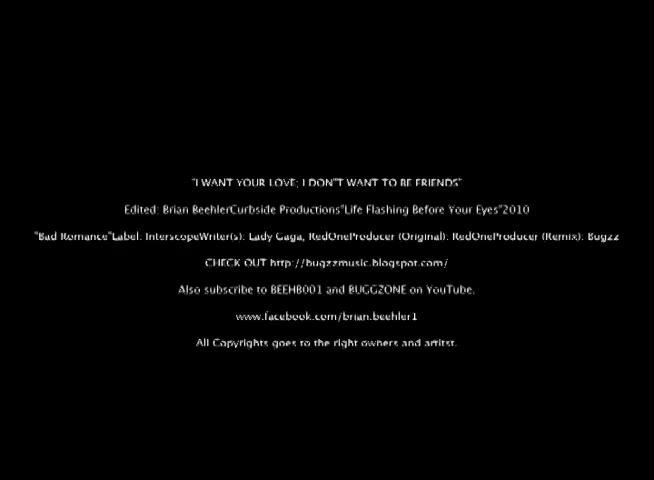 "I WANT YOUR LOVE; I DON"T WANT TO BE FRIENDS"
Edited: Brian BeehlerCurbside Productions"Life Flashing Before Your Eyes"2010
"Bad Romance"Label: InterscopeWriter(s): Lady Gaga, RedOneProducer (Original): RedOneProducer (Remix): Bugzz
CHECK OUT http://bugzzmusic.blogspot.com/
Also subscribe to BEEHB001 and BUGGZONE on YouTube.
www.facebook.com/brian.beehler1
All Copyrights goes to the right owners and artitst.